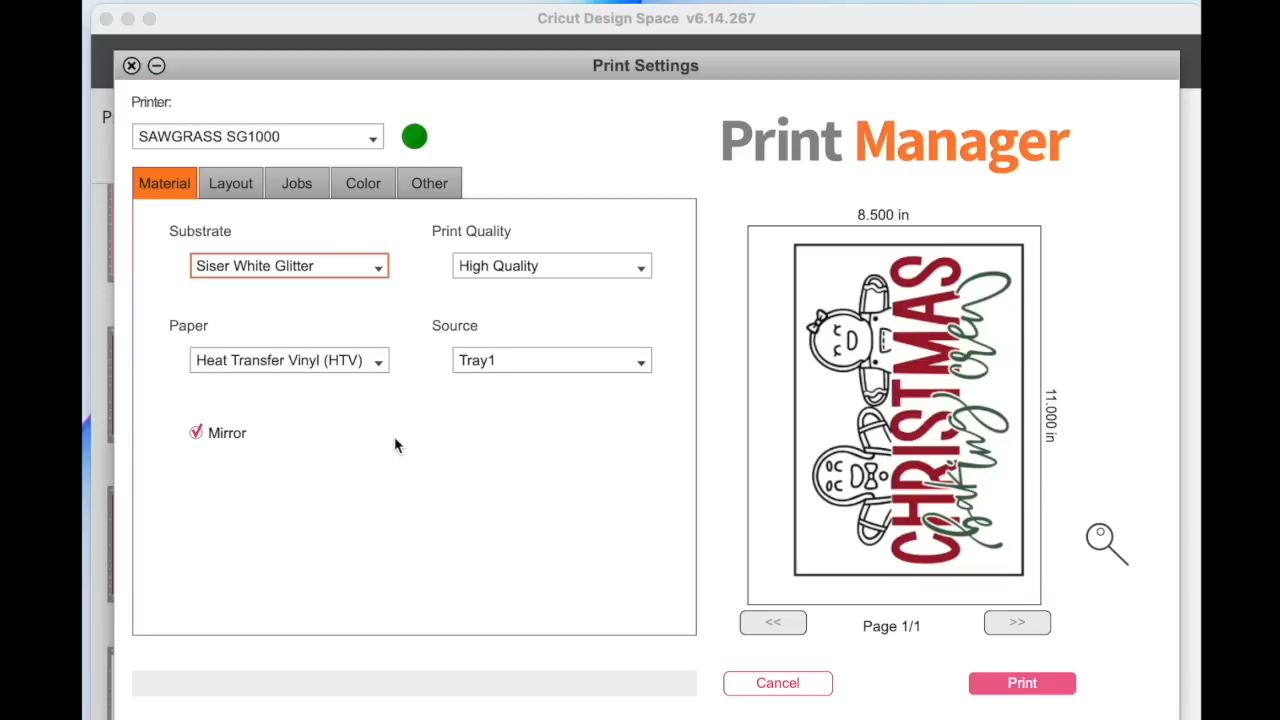 Cricut Design Space v6.14.267
Print Settings
P
Printer:
SAWGRASS SG1000
Print Manager
Material
Layout
Jobs
Color
Other
Substrate
Print Quality
Siser White Glitter
High Quality
Paper
Source
Heat Transfer Vinyl (HTV)
Tray1
Mirror
8.500 in
CHRISTMAS
baking crew
11.000 in
<<
Page 1/1
>>
Cancel
Print